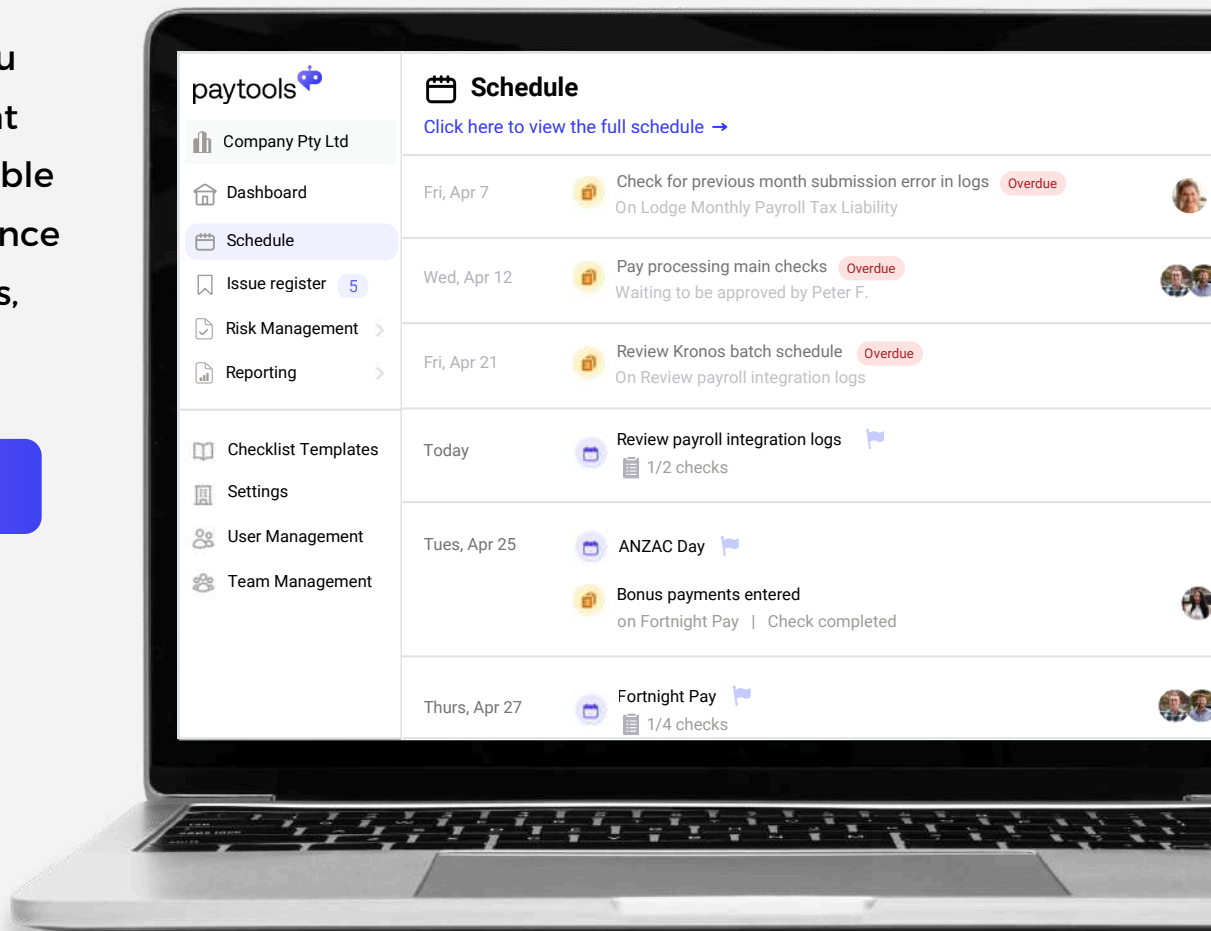 u
nt
ble
nce
s,
paytools
Company Pty Ltd
Dashboard
Schedule
Issue register 5
Risk Management
Reporting
Checklist Templates
Settings
User Management
Team Management
Schedule
Click here to view the full schedule →
Fri, Apr 7
Check for previous month submission error in logs Overdue
On Lodge Monthly Payroll Tax Liability
Wed, Apr 12
Pay processing main checks Overdue
Waiting to be approved by Peter F.
Fri, Apr 21
Review Kronos batch schedule Overdue
On Review payroll integration logs
Today
Review payroll integration logs
1/2 checks
Tues, Apr 25
ANZAC Day
Bonus payments entered
on Fortnight Pay | Check completed
Thurs, Apr 27
Fortnight Pay
1/4 checks